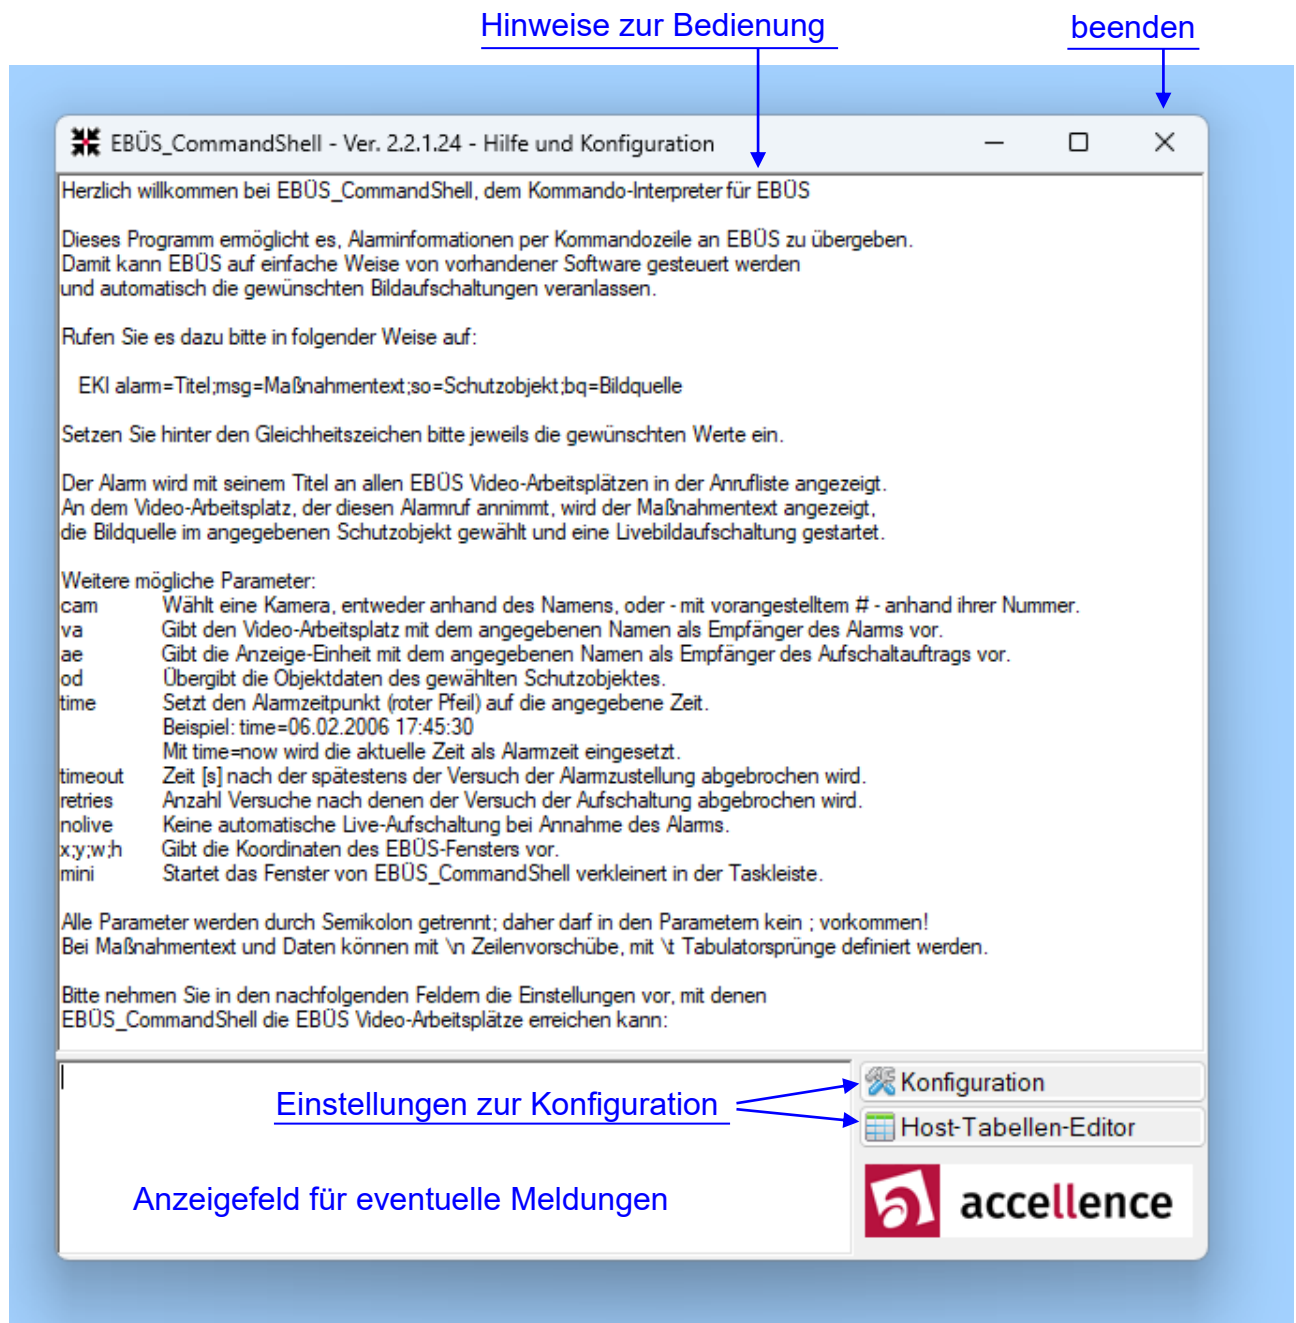 Hinweise zur Bedienung
beenden
EBÜS_CommandShell - Ver. 2.2.1.24 - Hilfe und Konfiguration
Herzlich willkommen bei EBÜS_CommandShell, dem Kommando-Interpreter für EBÜS
Dieses Programm ermöglicht es, Alarminformationen per Kommandozeile an EBÜS zu übergeben.
Damit kann EBÜS auf einfache Weise von vorhandener Software gesteuert werden
und automatisch die gewünschten Bildaufschaltungen veranlassen.
Rufen Sie es dazu bitte in folgender Weise auf:
EKI alarm=Titel;msg=Maßnahmentext;so=Schutzobjekt;bq=Bildquelle
Setzen Sie hinter den Gleichheitszeichen bitte jeweils die gewünschten Werte ein.
Der Alarm wird mit seinem Titel an allen EBÜS Video-Arbeitsplätzen in der Anrufliste angezeigt.
An dem Video-Arbeitsplatz, der diesen Alarmruf annimmt, wird der Maßnahmentext angezeigt,
die Bildquelle im angegebenen Schutzobjekt gewählt und eine Livebildaufschaltung gestartet.
Weitere mögliche Parameter:
cam Wählt eine Kamera, entweder anhand des Namens, oder - mit vorangestelltem # - anhand ihrer Nummer.
va Gibt den Video-Arbeitsplatz mit dem angegebenen Namen als Empfänger des Alarms vor.
ae Gibt die Anzeige-Einheit mit dem angegebenen Namen als Empfänger des Aufschaltauftrags vor.
od Übergibt die Objektdaten des gewählten Schutzobjektes.
time Setzt den Alarmzeitpunkt (roter Pfeil) auf die angegebene Zeit.
Beispiel: time=06.02.2006 17:45:30
Mit time=now wird die aktuelle Zeit als Alarmzeit eingesetzt.
timeout Zeit [s] nach der spätestens der Versuch der Alarmzustellung abgebrochen wird.
retries Anzahl Versuche nach denen der Versuch der Aufschaltung abgebrochen wird.
nolive Keine automatische Live-Aufschaltung bei Annahme des Alarms.
x;y;w;h Gibt die Koordinaten des EBÜS-Fensters vor.
mini Startet das Fenster von EBÜS_CommandShell verkleinert in der Taskleiste.
Alle Parameter werden durch Semikolon getrennt; daher darf in den Parametern kein ; vorkommen!
Bei Maßnahmentext und Daten können mit \n Zeilenvorschübe, mit \t Tabulatorsprünge definiert werden.
Bitte nehmen Sie in den nachfolgenden Feldern die Einstellungen vor, mit denen
EBÜS_CommandShell die EBÜS Video-Arbeitsplätze erreichen kann:
Konfiguration
Einstellungen zur Konfiguration
Host-Tabellen-Editor
Anzeigefeld für eventuelle Meldungen
accellence